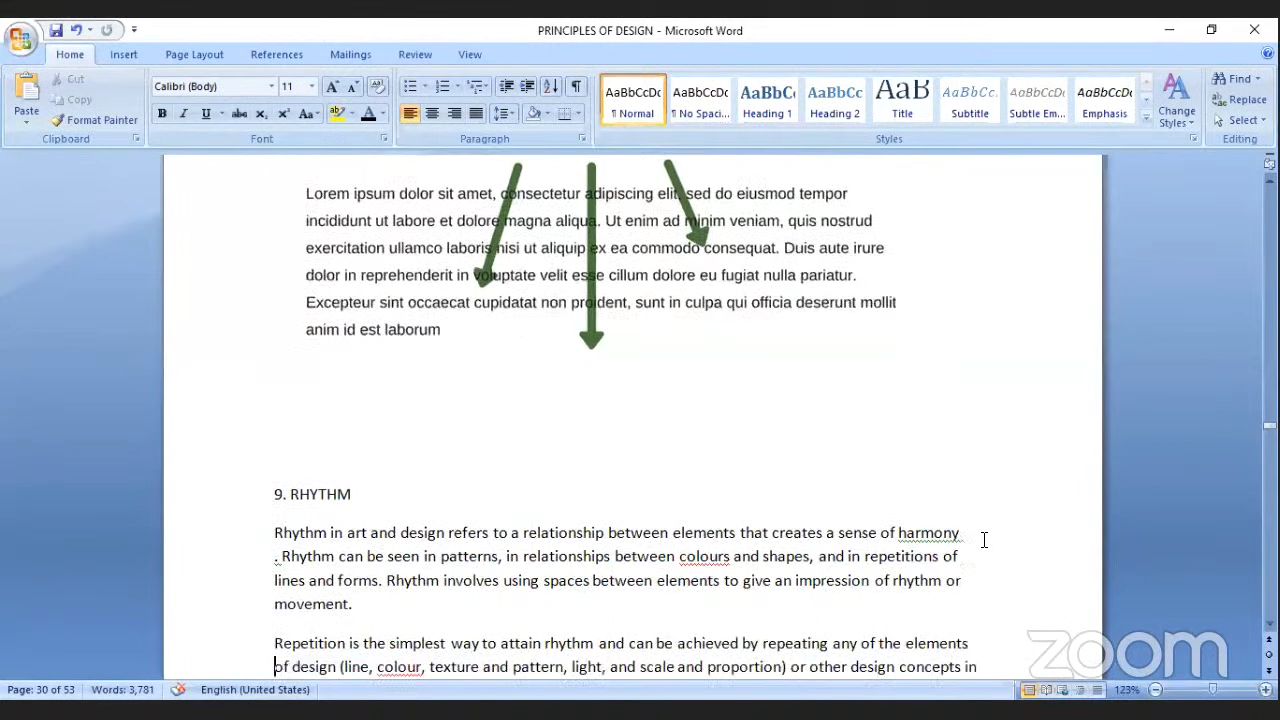 PRINCIPLES OF DESIGN - Microsoft Word
Home Insert Page Layout References Mailings Review View
Paste
Cut
Copy
Format Painter
Clipboard
Calibri (Body) 11
Font
Paragraph
AaBbCcDc AaBbCcDc AaBbCc AaBbCc AaB AaBbCc. AaBbCc. AaBbCcDc
¶ Normal ¶ No Spaci... Heading 1 Heading 2 Title Subtitle Subtle Em... Emphasis
Change Styles
Styles
Find
Replace
Select
Editing
Lorem ipsum dolor sit amet, consectetur adipiscing elit, sed do eiusmod tempor
incididunt ut labore et dolore magna aliqua. Ut enim ad minim veniam, quis nostrud
exercitation ullamco laboris nisi ut aliquip ex ea commodo consequat. Duis aute irure
dolor in reprehenderit in voluptate velit esse cillum dolore eu fugiat nulla pariatur.
Excepteur sint occaecat cupidatat non proident, sunt in culpa qui officia deserunt mollit
anim id est laborum
9. RHYTHM
Rhythm in art and design refers to a relationship between elements that creates a sense of harmony
. Rhythm can be seen in patterns, in relationships between colours and shapes, and in repetitions of
lines and forms. Rhythm involves using spaces between elements to give an impression of rhythm or
movement.
Repetition is the simplest way to attain rhythm and can be achieved by repeating any of the elements
of design (line, colour, texture and pattern, light, and scale and proportion) or other design concepts in
zoom
Page: 30 of 53 Words: 3,781 English (United States) 123%